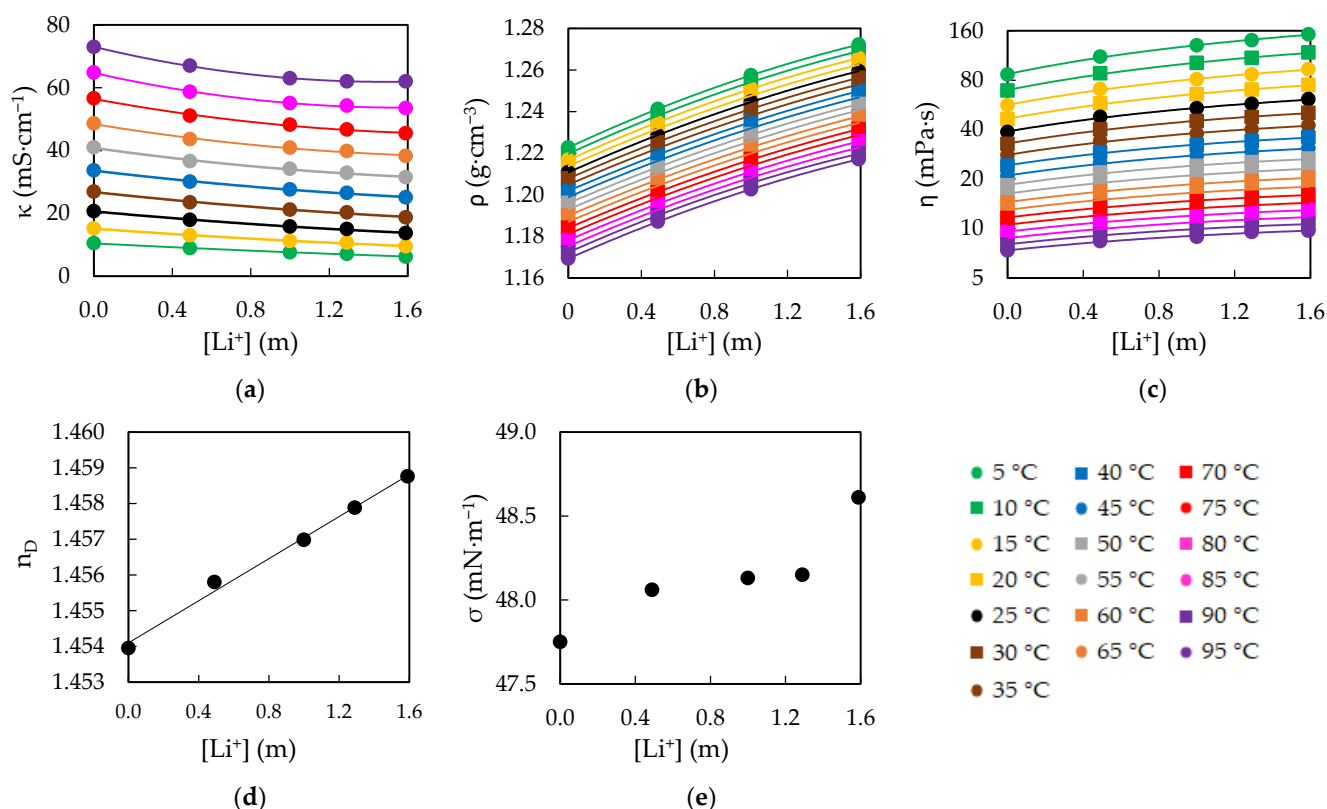 80
60
40
20
0
κ (mS·cm⁻¹)
0.0 0.4 0.8 1.2 1.6
[Li⁺] (m)
(a)
1.28
1.26
1.24
1.22
1.20
1.18
1.16
ρ (g·cm⁻³)
0 0.4 0.8 1.2 1.6
[Li⁺] (m)
(b)
160
80
40
20
10
5
η (mPa·s)
0.0 0.4 0.8 1.2 1.6
[Li⁺] (m)
(c)
1.460
1.459
1.458
1.457
1.456
1.455
1.454
1.453
n_D
0.0 0.4 0.8 1.2 1.6
[Li⁺] (m)
(d)
49.0
48.5
48.0
47.5
σ (mN·m⁻¹)
0.0 0.4 0.8 1.2 1.6
[Li⁺] (m)
(e)
5 °C 40 °C 70 °C
10 °C 45 °C 75 °C
15 °C 50 °C 80 °C
20 °C 55 °C 85 °C
25 °C 60 °C 90 °C
30 °C 65 °C 95 °C
35 °C